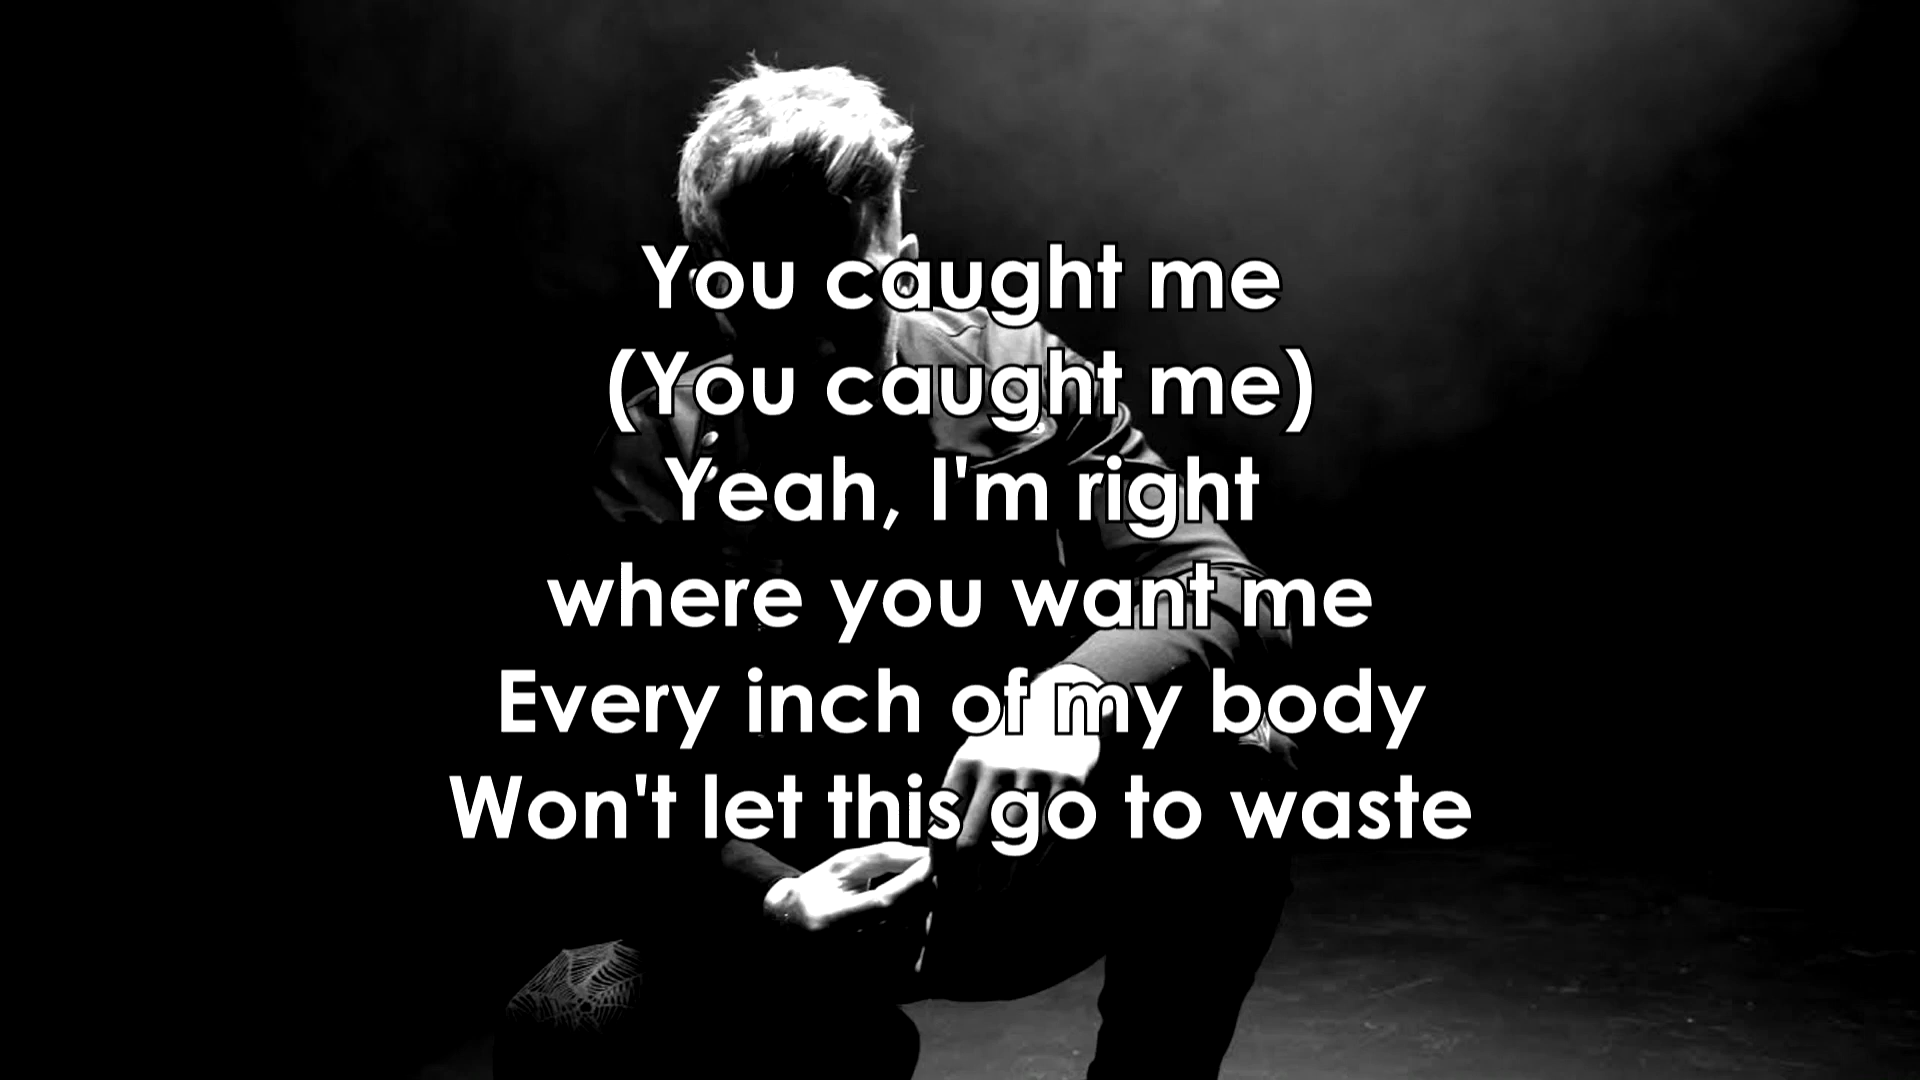 You caught me
(You caught me)
Yeah, I'm right
where you want me
Every inch of my body
Won't let this go to waste